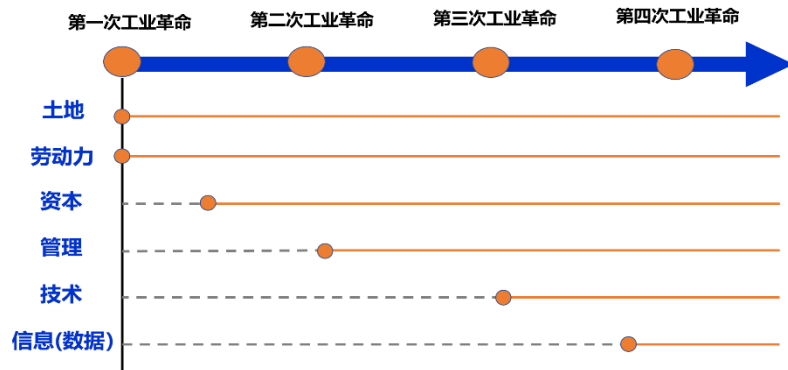 第一次工业革命
第二次工业革命
第三次工业革命
第四次工业革命
土地
劳动力
资本
管理
技术
信息(数据)